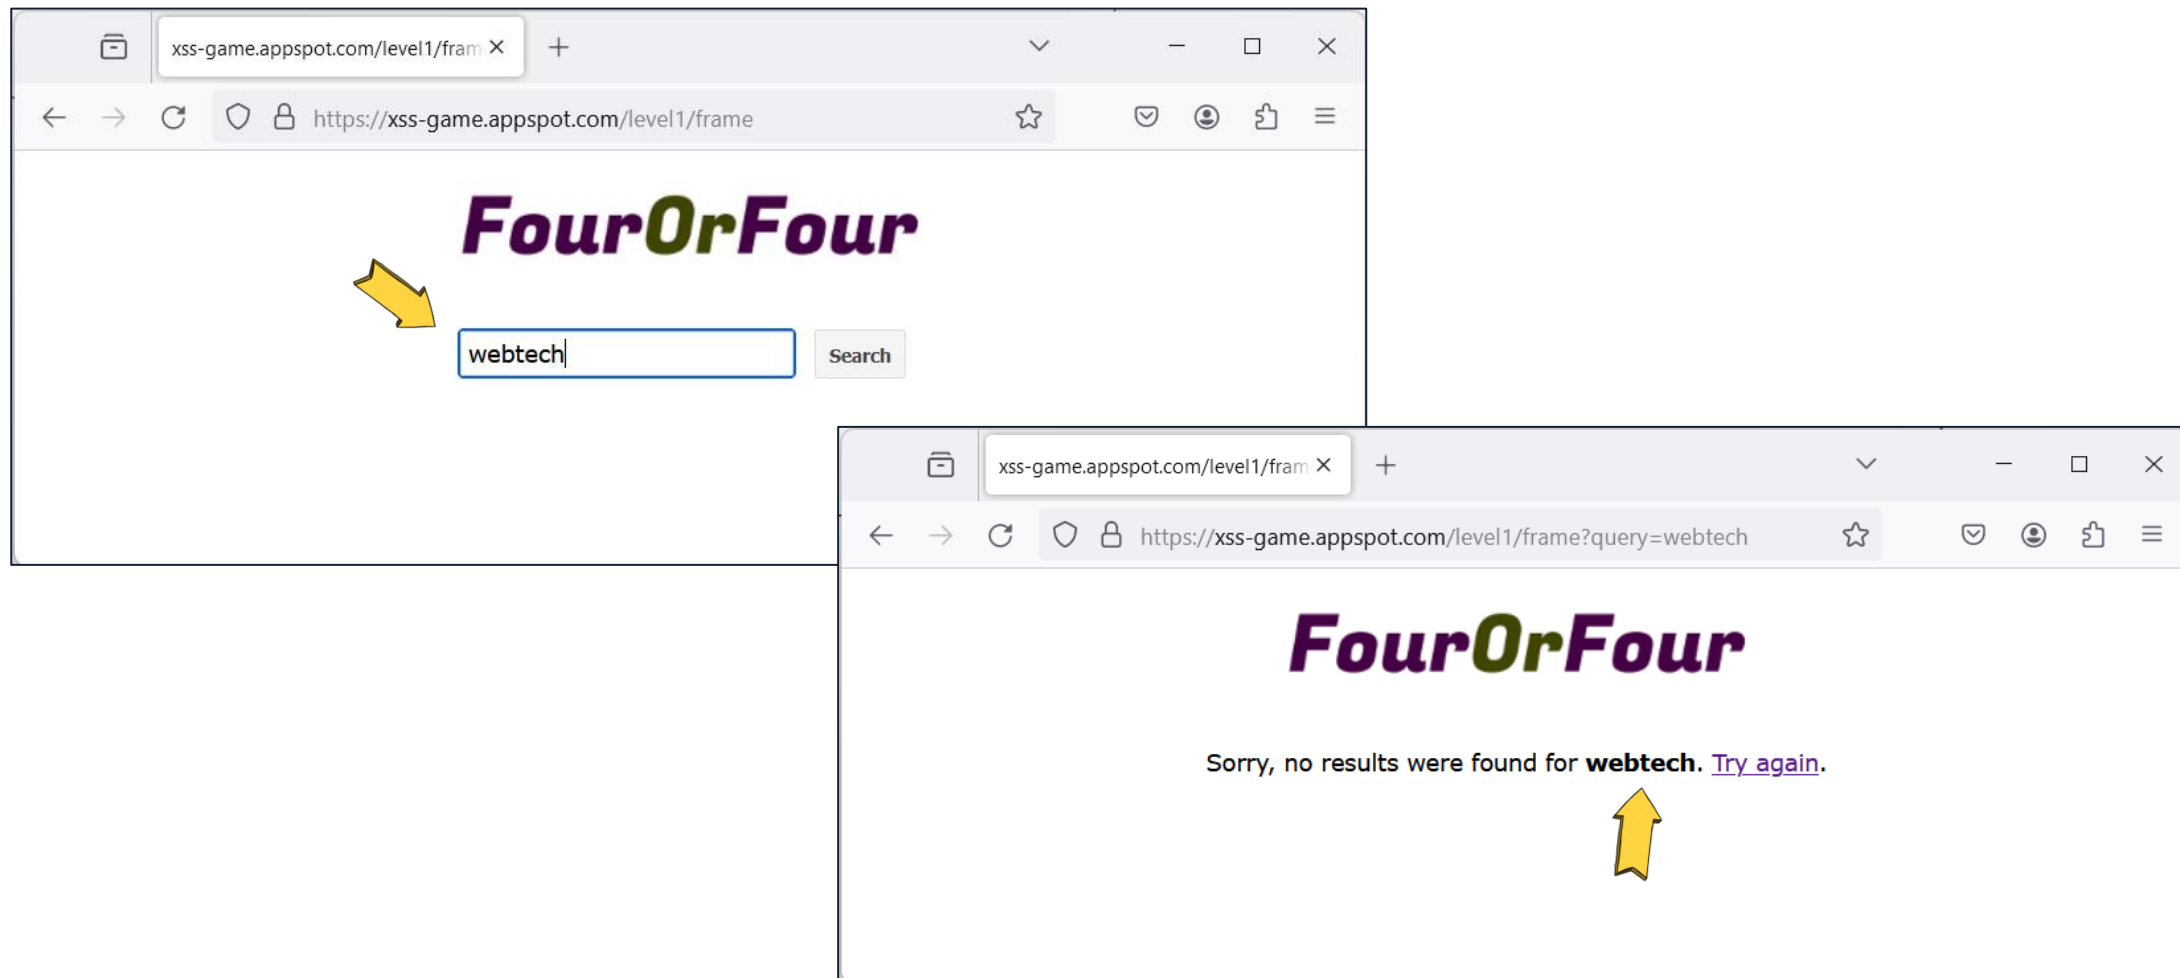 xss-game.appspot.com/level1/fram
https://xss-game.appspot.com/level1/frame
FourOrFour
webtech
Search
xss-game.appspot.com/level1/fram
https://xss-game.appspot.com/level1/frame?query=webtech
FourOrFour
Sorry, no results were found for webtech. Try again.